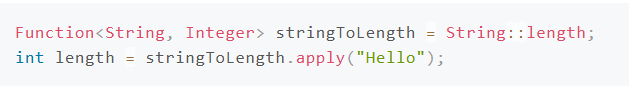 Function<String, Integer> stringToLength = String::length;
int length = stringToLength.apply("Hello");